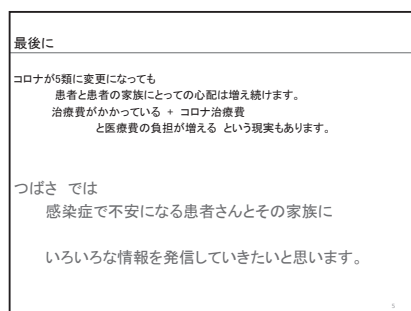 最後に
コロナが5類に変更になっても
患者と患者の家族にとっての心配は増え続けます。
治療費がかかっている + コロナ治療費
と医療費の負担が増える という現実もあります。
つばさ では
感染症で不安になる患者さんとその家族に
いろいろな情報を発信していきたいと思います。
5